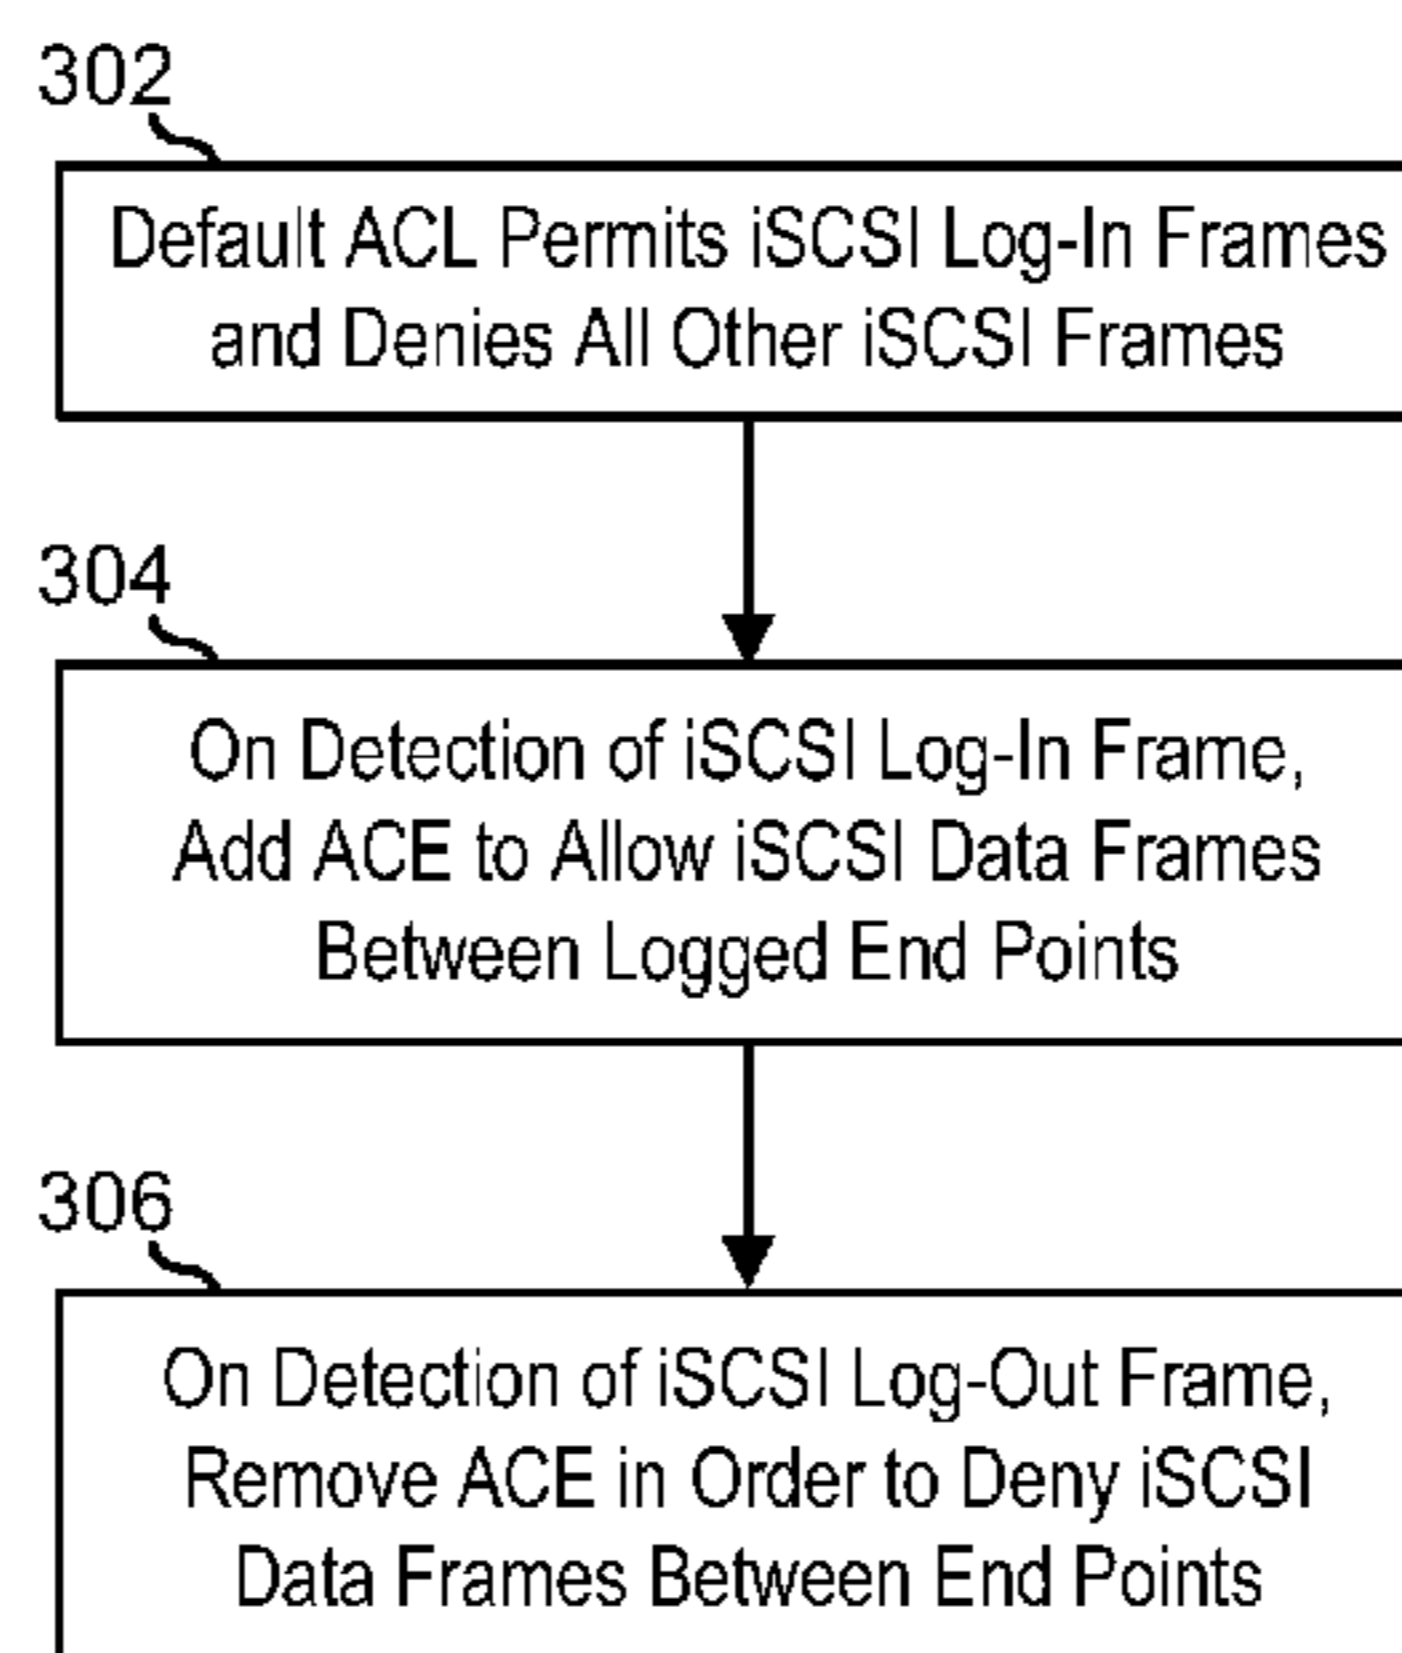 302
Default ACL Permits iSCSI Log-In Frames
and Denies All Other iSCSI Frames
304
On Detection of iSCSI Log-In Frame,
Add ACE to Allow iSCSI Data Frames
Between Logged End Points
306
On Detection of iSCSI Log-Out Frame,
Remove ACE in Order to Deny iSCSI
Data Frames Between End Points